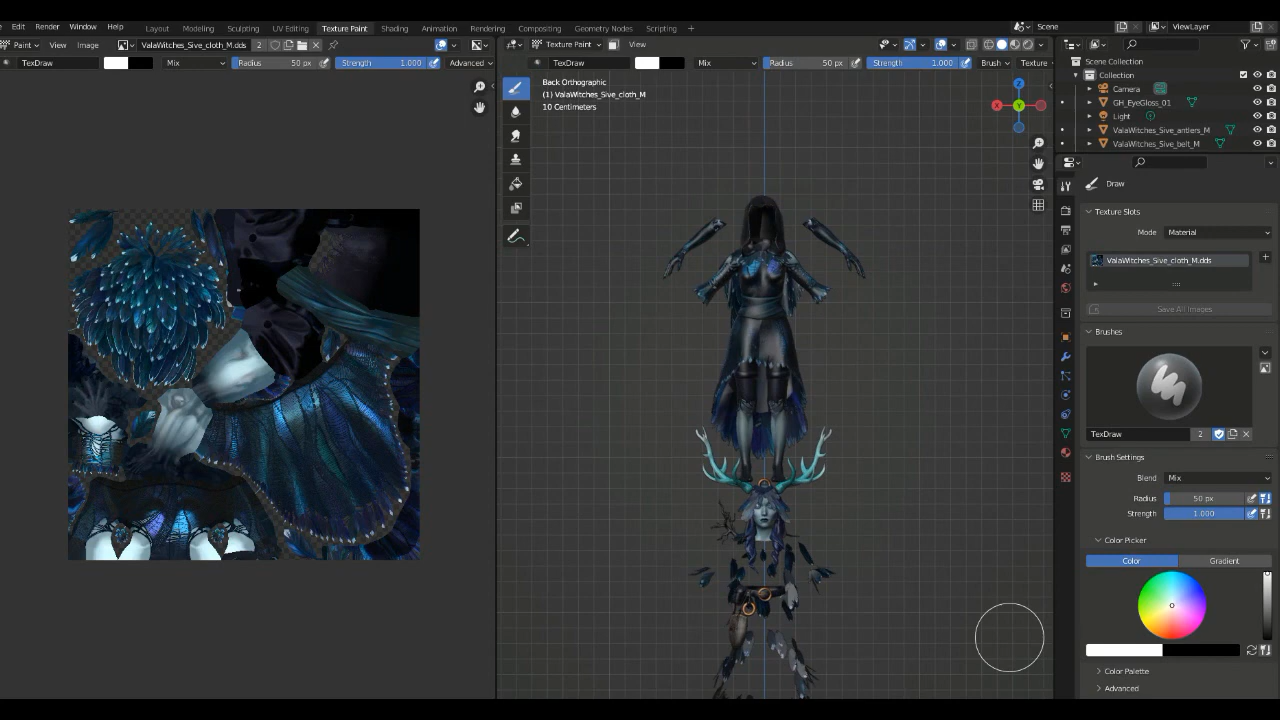 Edit Render Window Help Layout Modeling Sculpting UV Editing Texture Paint Shading Animation Rendering Compositing Geometry Nodes Scripting + Scene ViewLayer
Paint View Image ValaWitches_Sive_cloth_M.dds 2 Texture Paint View
TexDraw Mix Radius 50 px Strength 1.000 Advanced TexDraw Mix Radius 50 px Strength 1.000 Brush Texture
Scene Collection
Collection
Camera
GH_EyeGloss_01
Light
ValaWitches_Sive_antlers_M
ValaWitches_Sive_belt_M
Back Orthographic
(1) ValaWitches_Sive_cloth_M
10 Centimeters
Z
X
Y
Draw
Texture Slots
Mode Material
ValaWitches_Sive_cloth_M.dds
Save All Images
Brushes
TexDraw 2
Brush Settings
Blend Mix
Radius 50 px
Strength 1.000
Color Picker
Color Gradient
Color Palette
Advanced